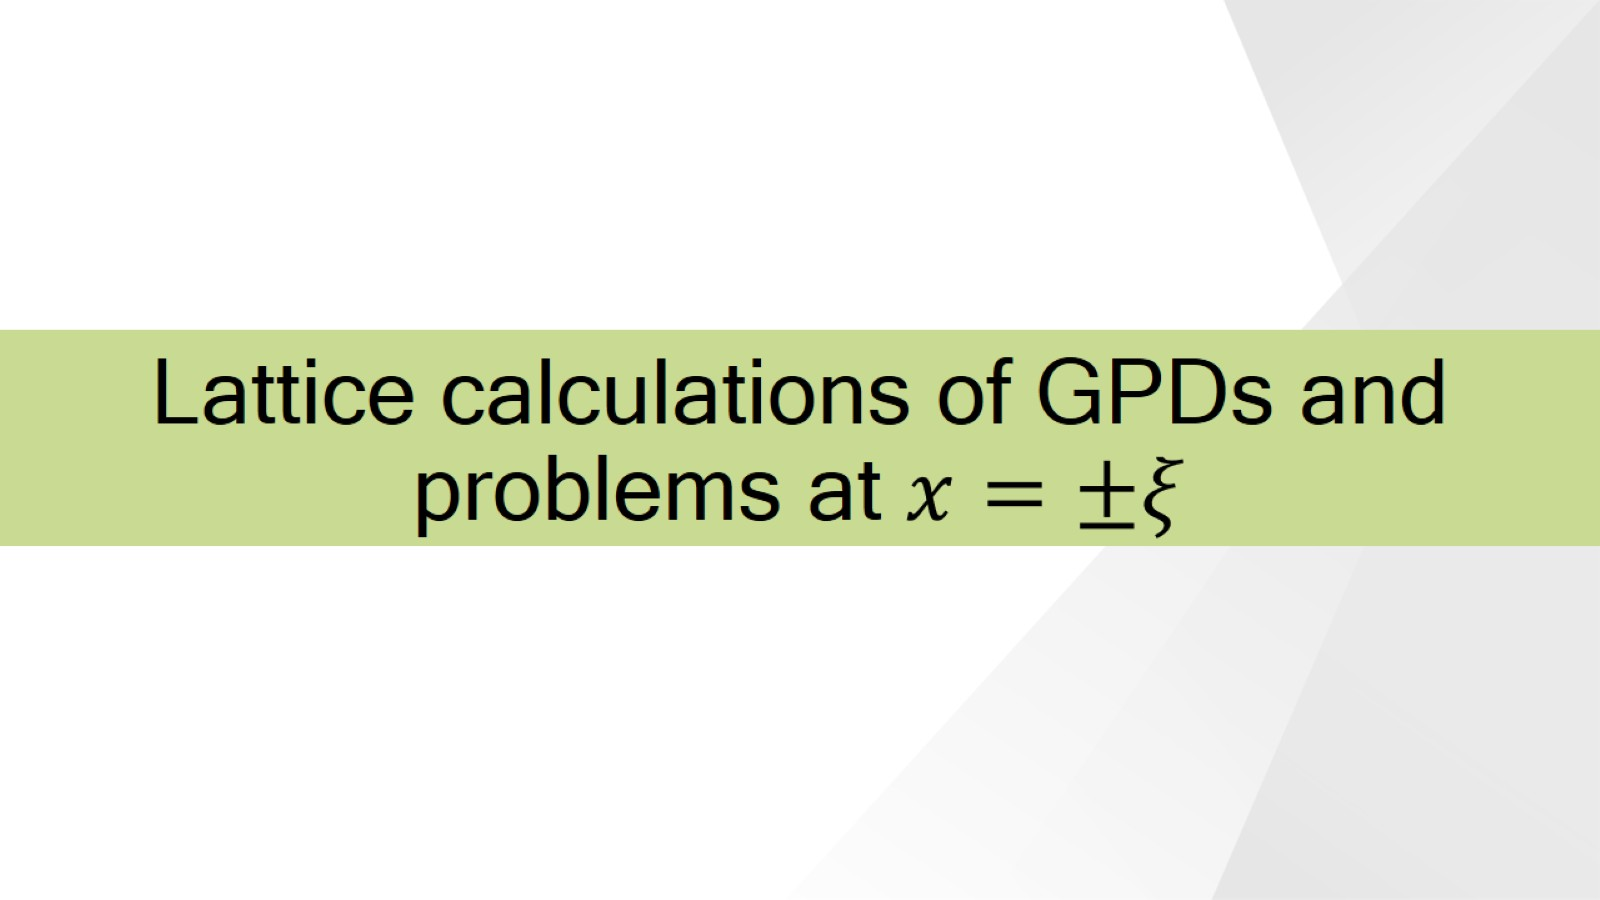 Lattice calculations of GPDs and
problems at 𝑥 = ±𝜉